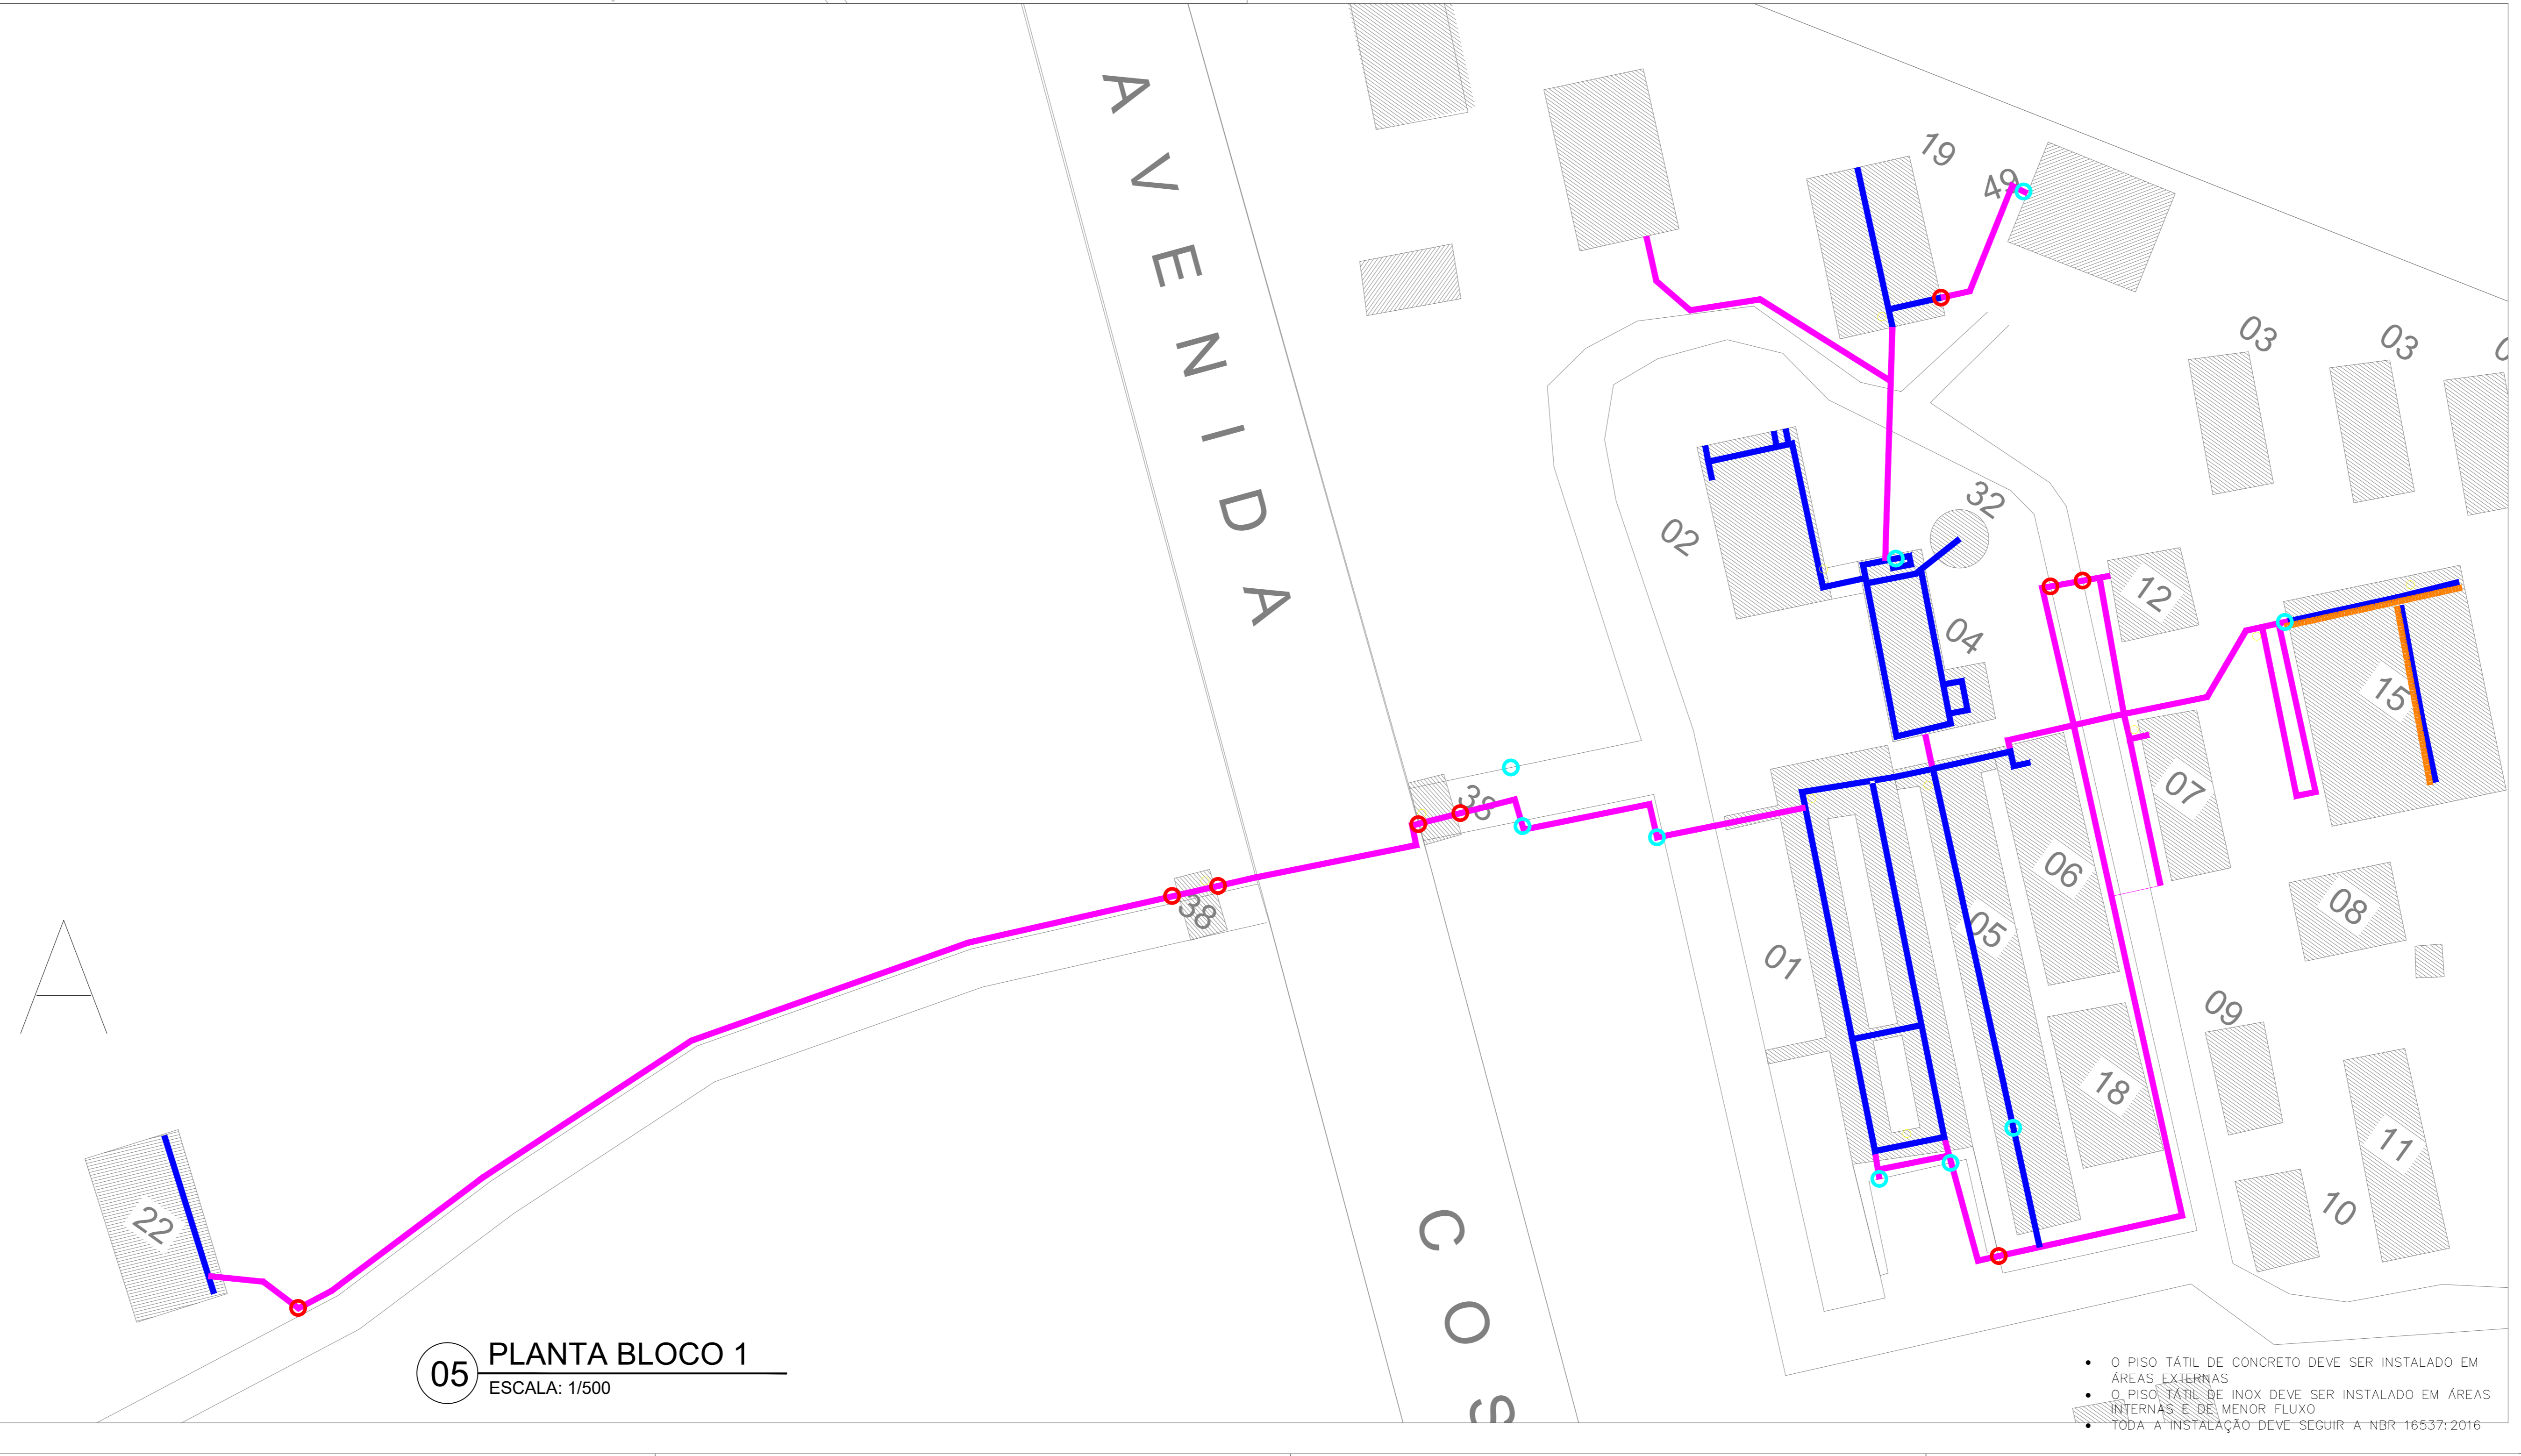 A V E N I D A
C O S
19
49
03
03
0
32
02
12
04
15
38
07
38
06
05
08
01
09
18
11
10
22
A
05 PLANTA BLOCO 1
ESCALA: 1/500
• O PISO TÁTIL DE CONCRETO DEVE SER INSTALADO EM
ÁREAS EXTERNAS
• O PISO TÁTIL DE INOX DEVE SER INSTALADO EM ÁREAS
INTERNAS E DE MENOR FLUXO
• TODA A INSTALAÇÃO DEVE SEGUIR A NBR 16537:2016